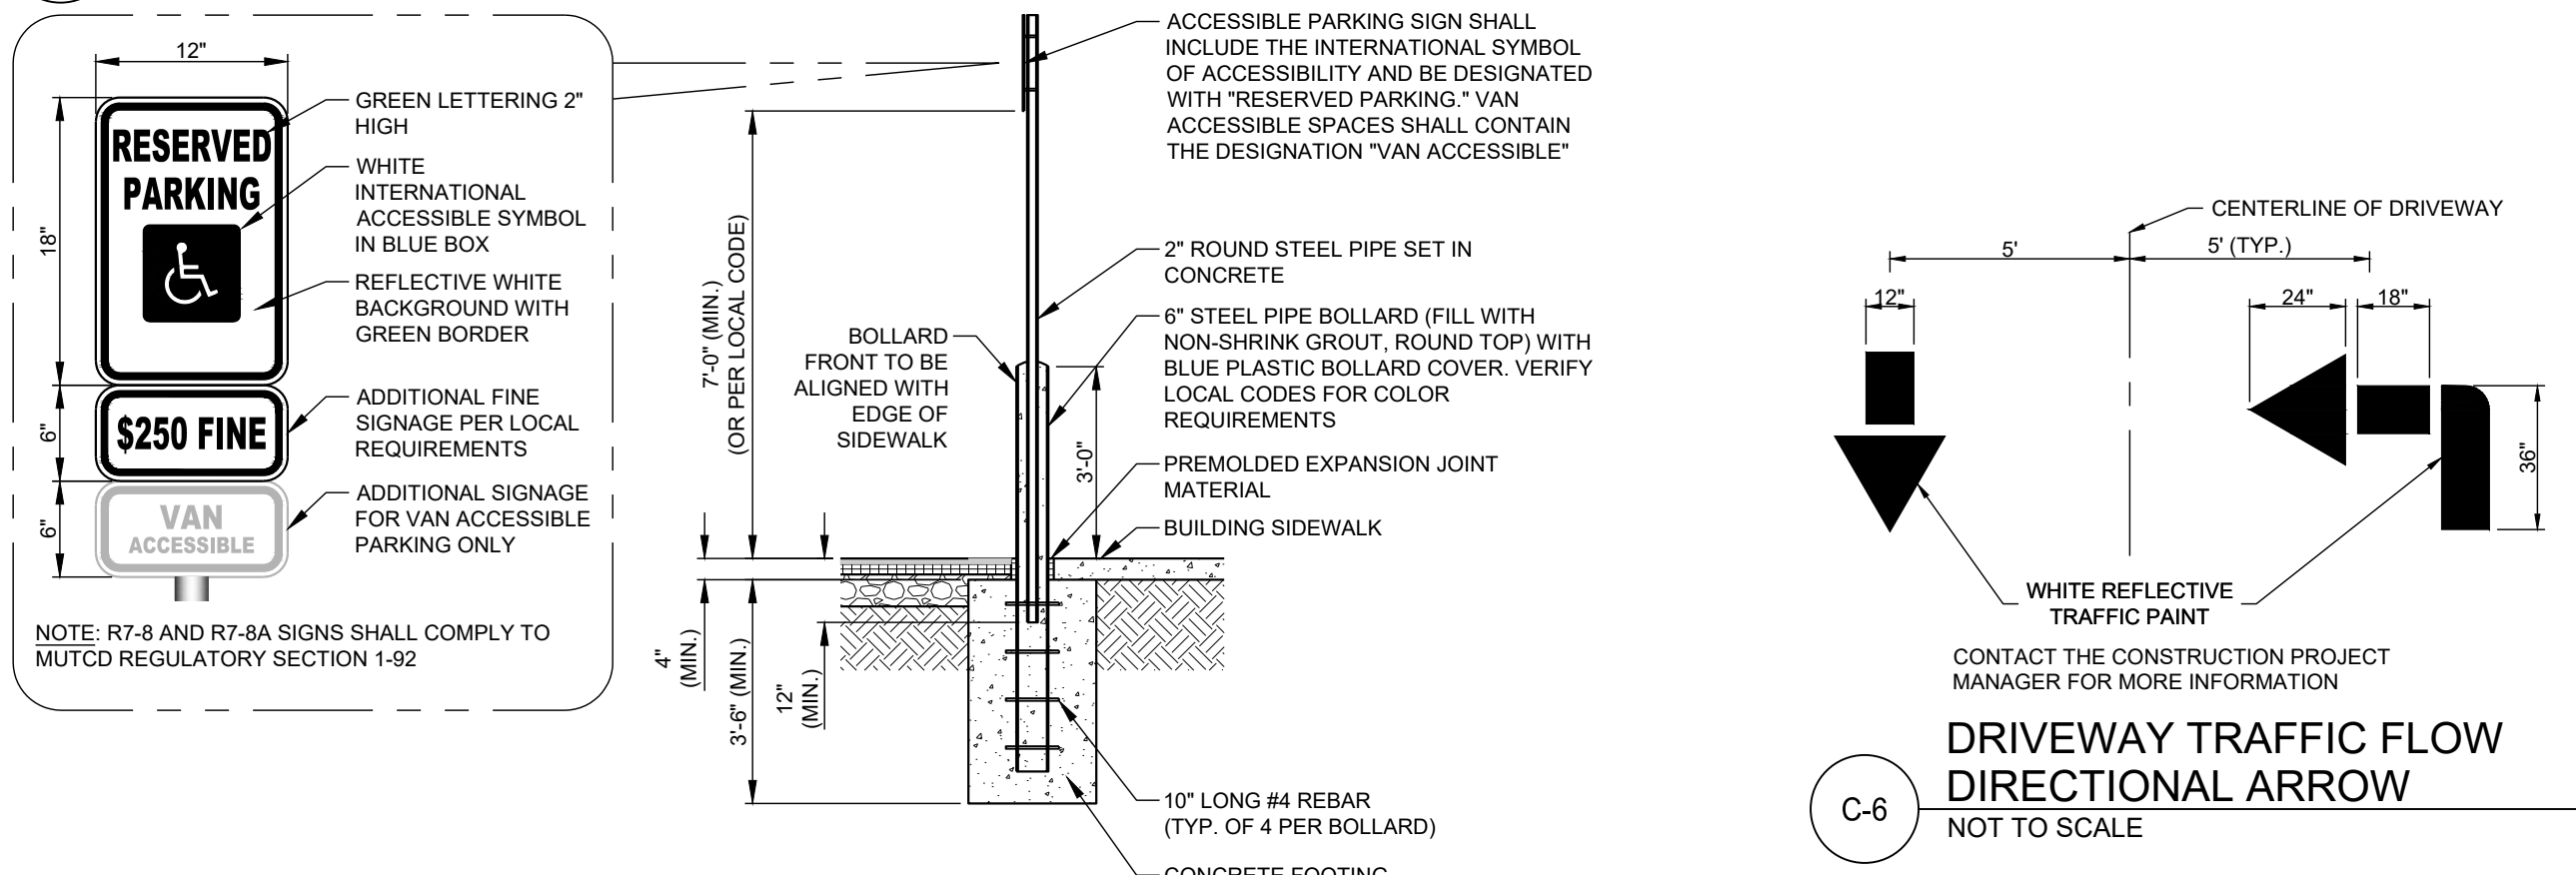 12"
18"
6"
6"
RESERVED
PARKING
$250 FINE
VAN
ACCESSIBLE
GREEN LETTERING 2"
HIGH
WHITE
INTERNATIONAL
ACCESSIBLE SYMBOL
IN BLUE BOX
REFLECTIVE WHITE
BACKGROUND WITH
GREEN BORDER
ADDITIONAL FINE
SIGNAGE PER LOCAL
REQUIREMENTS
ADDITIONAL SIGNAGE
FOR VAN ACCESSIBLE
PARKING ONLY
NOTE: R7-8 AND R7-8A SIGNS SHALL COMPLY TO
MUTCD REGULATORY SECTION 1-92
7'-0" (MIN.)
(OR PER LOCAL CODE)
BOLLARD
FRONT TO BE
ALIGNED WITH
EDGE OF
SIDEWALK
4"
(MIN.)
3'-6" (MIN.)
12"
(MIN.)
3'-0"
ACCESSIBLE PARKING SIGN SHALL
INCLUDE THE INTERNATIONAL SYMBOL
OF ACCESSIBILITY AND BE DESIGNATED
WITH "RESERVED PARKING." VAN
ACCESSIBLE SPACES SHALL CONTAIN
THE DESIGNATION "VAN ACCESSIBLE"
2" ROUND STEEL PIPE SET IN
CONCRETE
6" STEEL PIPE BOLLARD (FILL WITH
NON-SHRINK GROUT, ROUND TOP) WITH
BLUE PLASTIC BOLLARD COVER. VERIFY
LOCAL CODES FOR COLOR
REQUIREMENTS
PREMOLDED EXPANSION JOINT
MATERIAL
BUILDING SIDEWALK
10" LONG #4 REBAR
(TYP. OF 4 PER BOLLARD)
CONCRETE FOOTING
CENTERLINE OF DRIVEWAY
5'
5' (TYP.)
12"
24"
18"
36"
WHITE REFLECTIVE
TRAFFIC PAINT
CONTACT THE CONSTRUCTION PROJECT
MANAGER FOR MORE INFORMATION
C-6
DRIVEWAY TRAFFIC FLOW
DIRECTIONAL ARROW
NOT TO SCALE